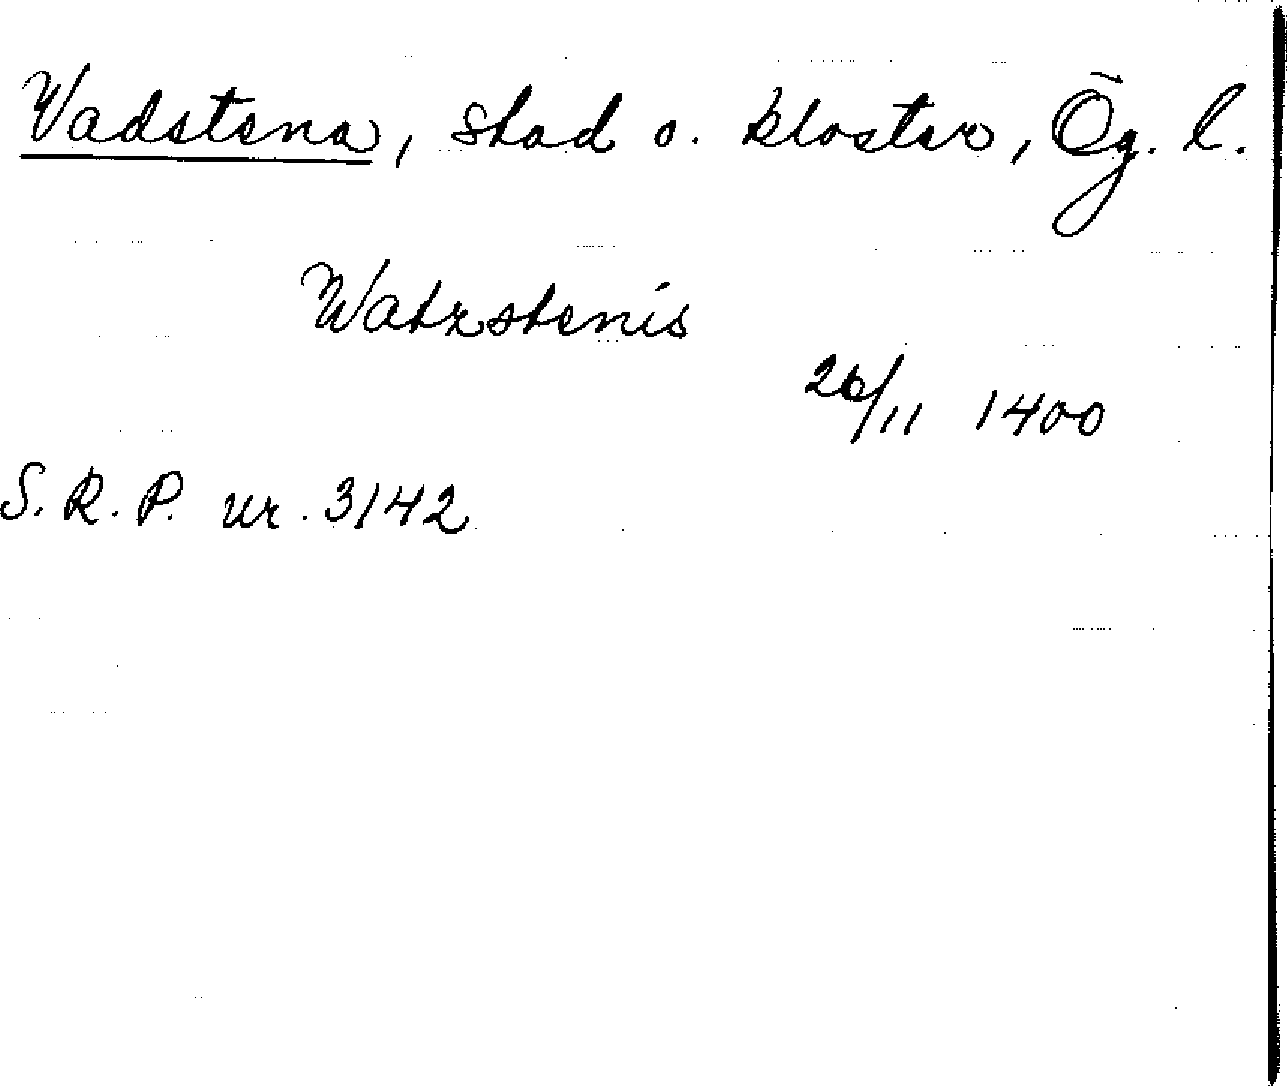 Vadstena, stad o. kloster, Ög. l.
Watzstenis
26/11 1400
S.R.P. nr. 3142